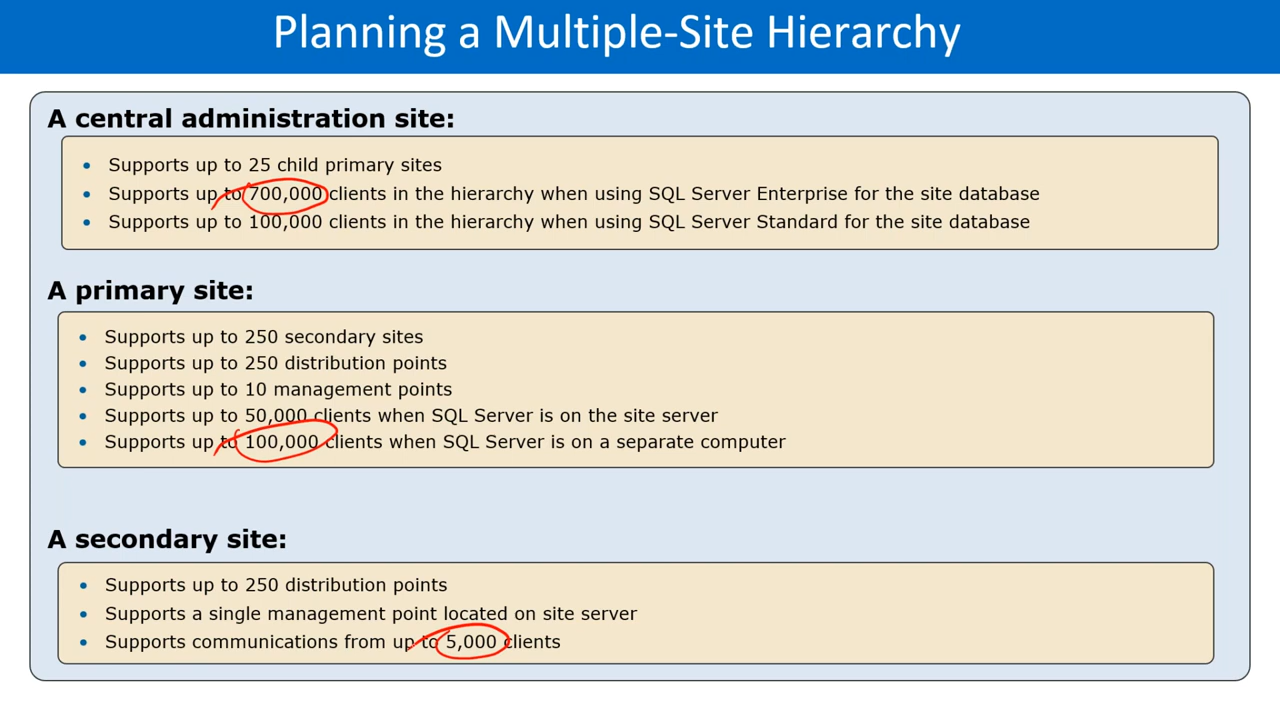 Planning a Multiple-Site Hierarchy
A central administration site:
• Supports up to 25 child primary sites
• Supports up to 700,000 clients in the hierarchy when using SQL Server Enterprise for the site database
• Supports up to 100,000 clients in the hierarchy when using SQL Server Standard for the site database
A primary site:
• Supports up to 250 secondary sites
• Supports up to 250 distribution points
• Supports up to 10 management points
• Supports up to 50,000 clients when SQL Server is on the site server
• Supports up to 100,000 clients when SQL Server is on a separate computer
A secondary site:
• Supports up to 250 distribution points
• Supports a single management point located on site server
• Supports communications from up to 5,000 clients